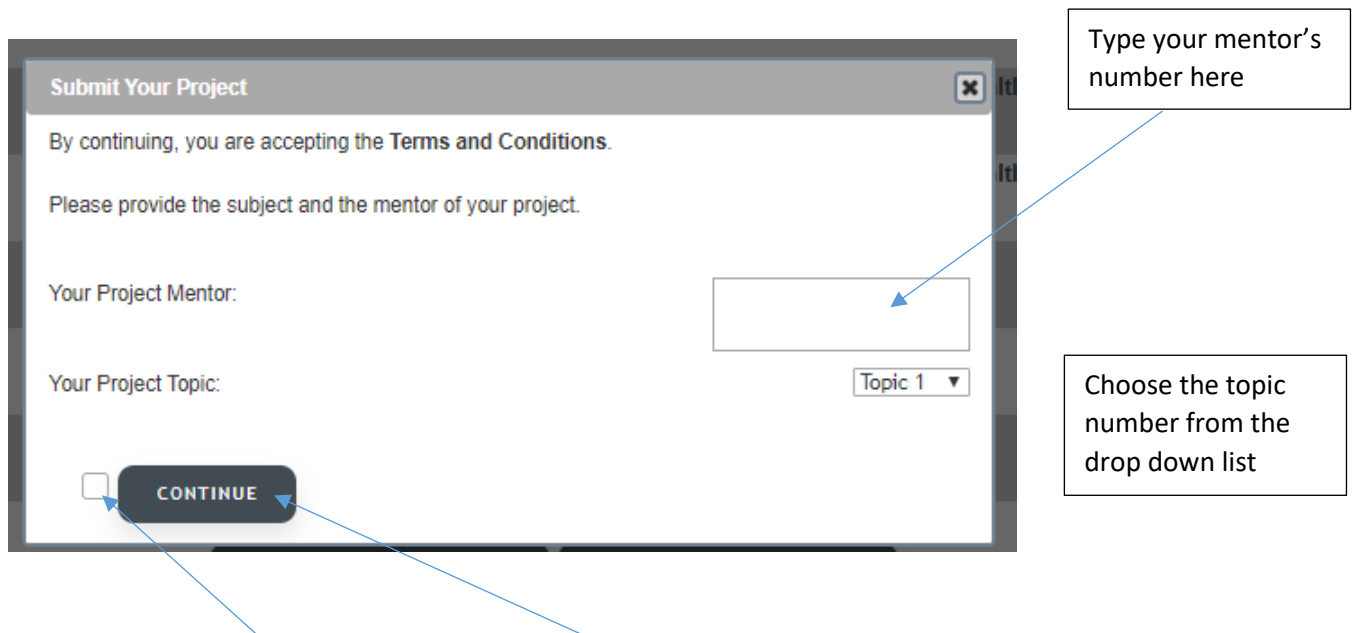 Type your mentor’s
number here
Submit Your Project
By continuing, you are accepting the Terms and Conditions.
Please provide the subject and the mentor of your project.
Your Project Mentor:
Your Project Topic:
Topic 1
Choose the topic
number from the
drop down list
CONTINUE